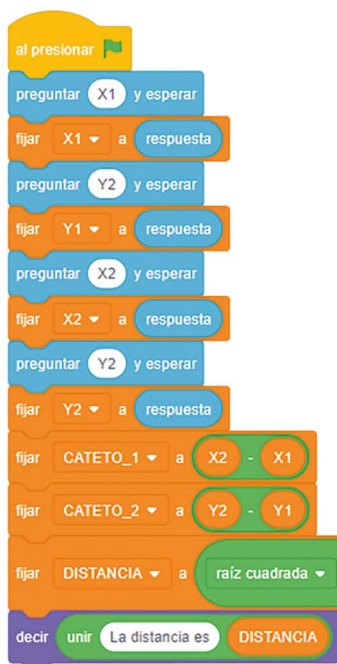 al presionar
preguntar X1 y esperar
fijar X1 a respuesta
preguntar Y2 y esperar
fijar Y1 a respuesta
preguntar X2 y esperar
fijar X2 a respuesta
preguntar Y2 y esperar
fijar Y2 a respuesta
fijar CATETO_1 a X2 - X1
fijar CATETO_2 a Y2 - Y1
fijar DISTANCIA a raíz cuadrada
decir unir La distancia es DISTANCIA